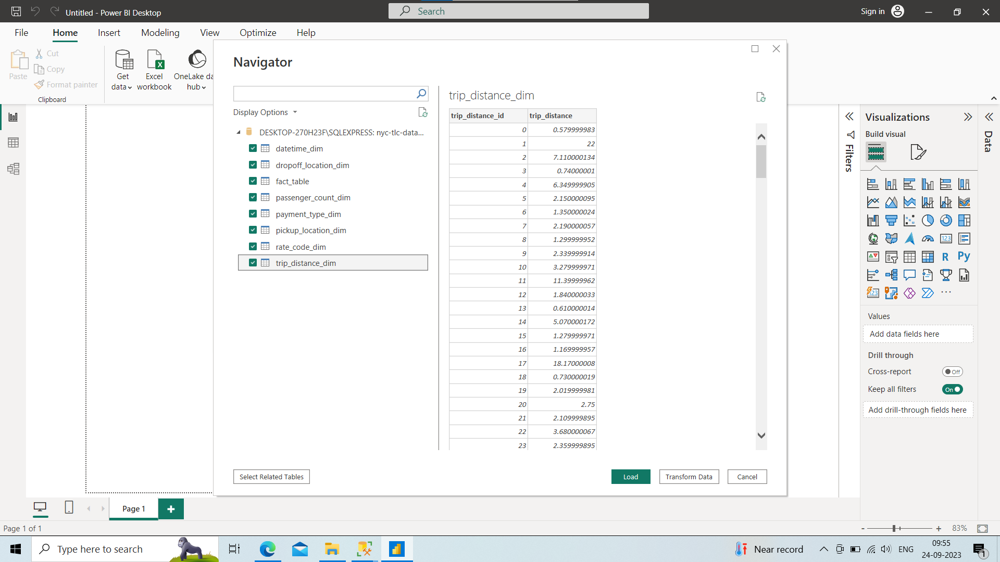 Untitled - Power BI Desktop
Search
Sign in
File
Home
Insert
Modeling
View
Optimize
Help
Paste
Cut
Copy
Format painter
Clipboard
Get data
Excel workbook
OneLake da
hub
Navigator
Display Options
DESKTOP-270H23F\SQLEXPRESS: nyc-tlc-data...
datetime_dim
dropoff_location_dim
fact_table
passenger_count_dim
payment_type_dim
pickup_location_dim
rate_code_dim
trip_distance_dim
trip_distance_dim
trip_distance_id trip_distance
0 0.579999983
1 22
2 7.110000134
3 0.74000001
4 6.349999905
5 2.150000095
6 1.350000024
7 2.190000057
8 1.299999952
9 2.339999914
10 3.279999971
11 11.39999962
12 1.840000033
13 0.610000014
14 5.070000172
15 1.279999971
16 1.169999957
17 18.17000008
18 0.730000019
19 2.019999981
20 2.75
21 2.109999895
22 3.680000067
23 2.359999895
Select Related Tables
Load
Transform Data
Cancel
Filters
Visualizations
Build visual
123
R
Py
123
Values
Add data fields here
Drill through
Cross-report
Off
Keep all filters
On
Add drill-through fields here
Data
Page 1
+
Page 1 of 1
- + 83%
Type here to search
Near record
ENG
09:55
24-09-2023
1